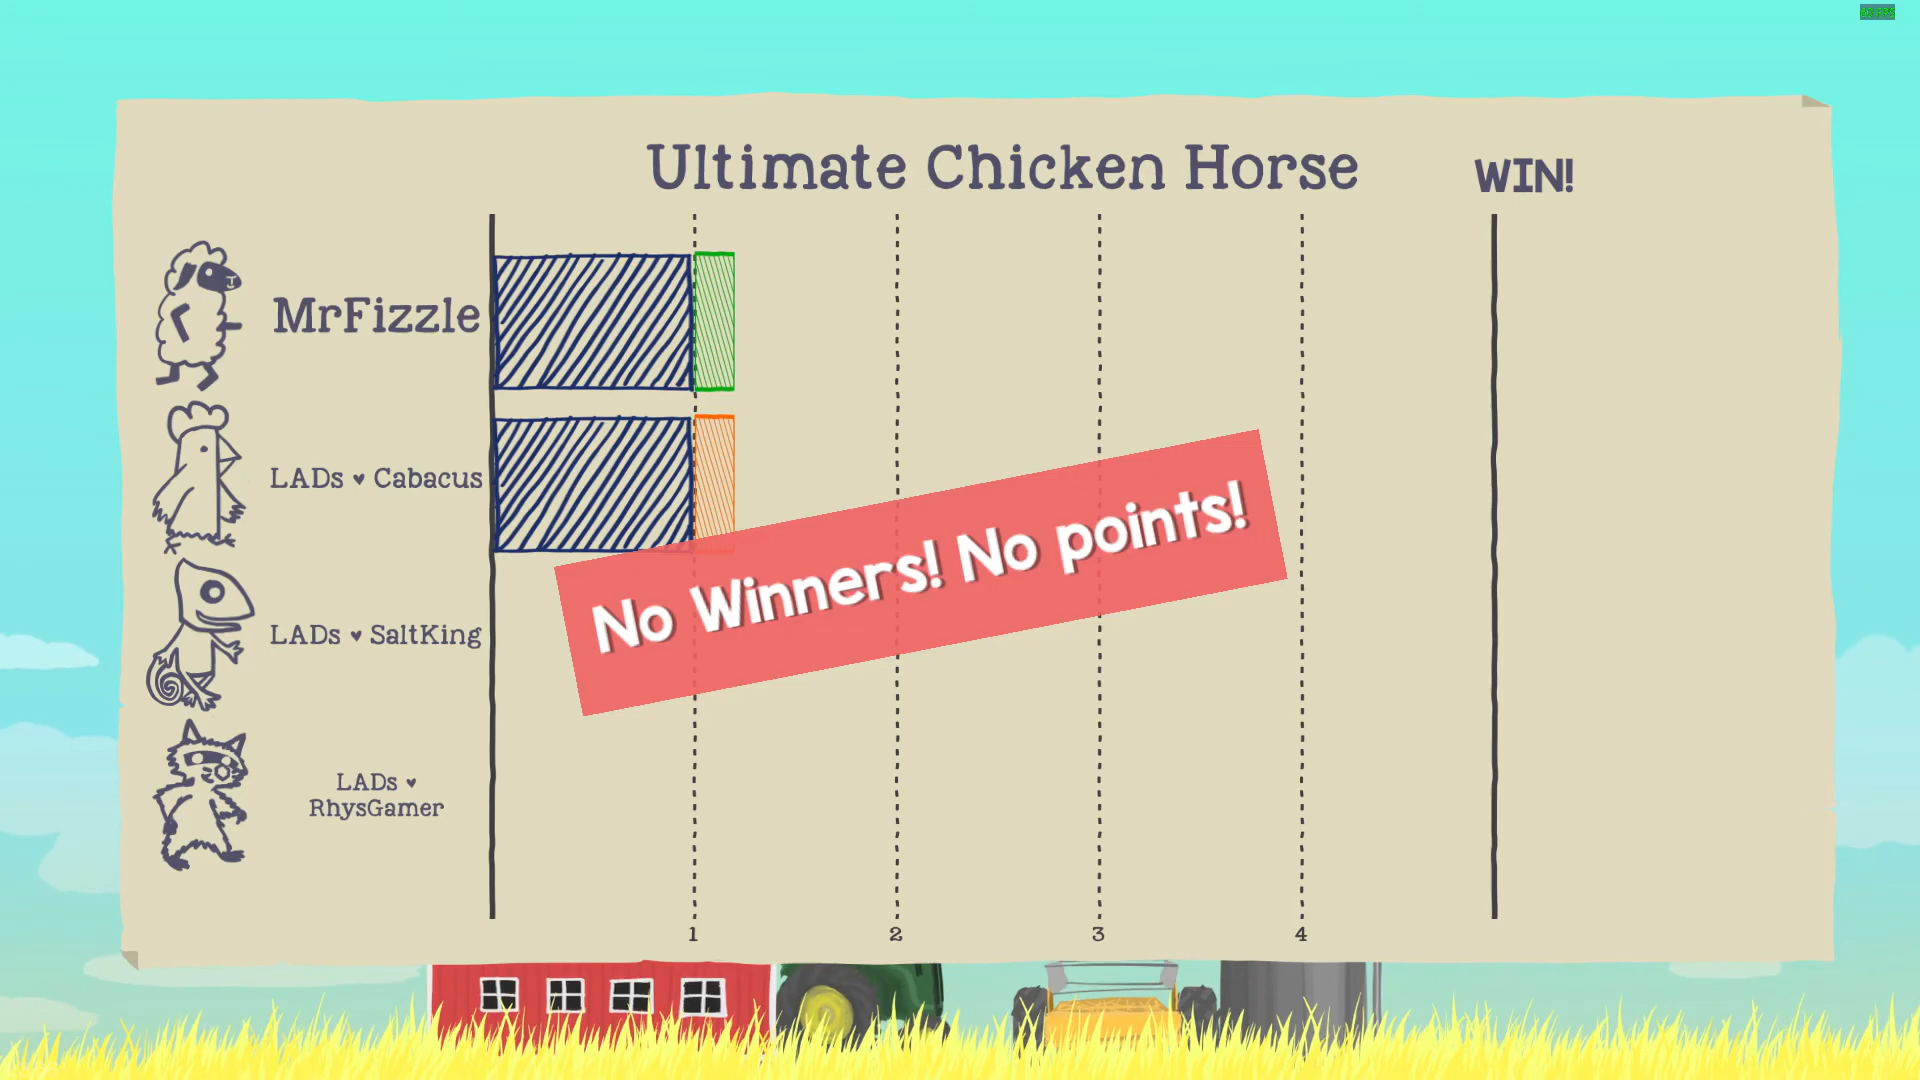 Ultimate Chicken Horse
WIN!
MrFizzle
LADs ♥ Cabacus
No Winners! No points!
LADs ♥ SaltKing
LADs ♥
RhysGamer
1 2 3 4